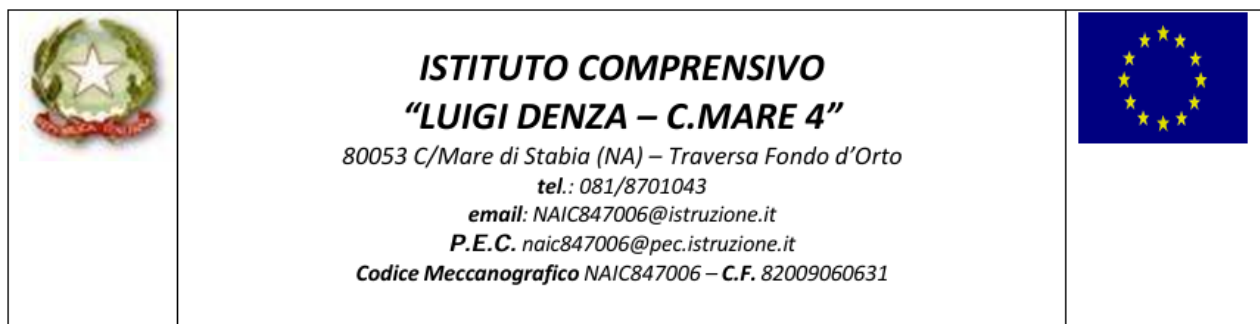 ISTITUTO COMPRENSIVO
“LUIGI DENZA – C.MARE 4”
80053 C/Mare di Stabia (NA) – Traversa Fondo d’Orto
tel.: 081/8701043
email: NAIC847006@istruzione.it
P.E.C. naic847006@pec.istruzione.it
Codice Meccanografico NAIC847006 – C.F. 82009060631